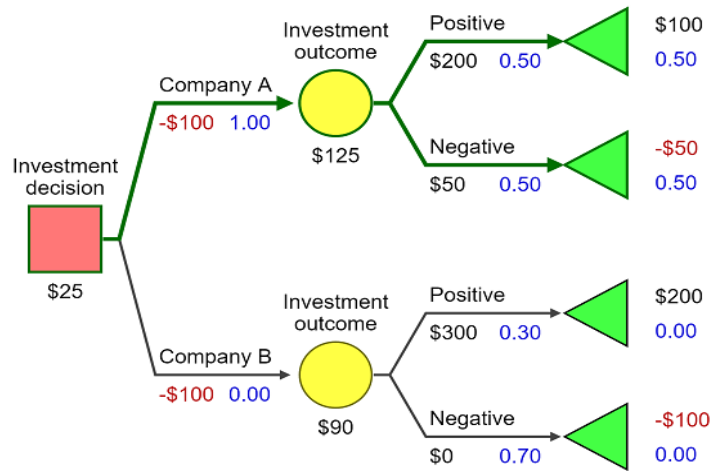 Investment
decision
$25
Company A
-$100 1.00
Investment
outcome
$125
Positive
$200 0.50
$100
0.50
Negative
$50 0.50
-$50
0.50
Company B
-$100 0.00
Investment
outcome
$90
Positive
$300 0.30
$200
0.00
Negative
$0 0.70
-$100
0.00